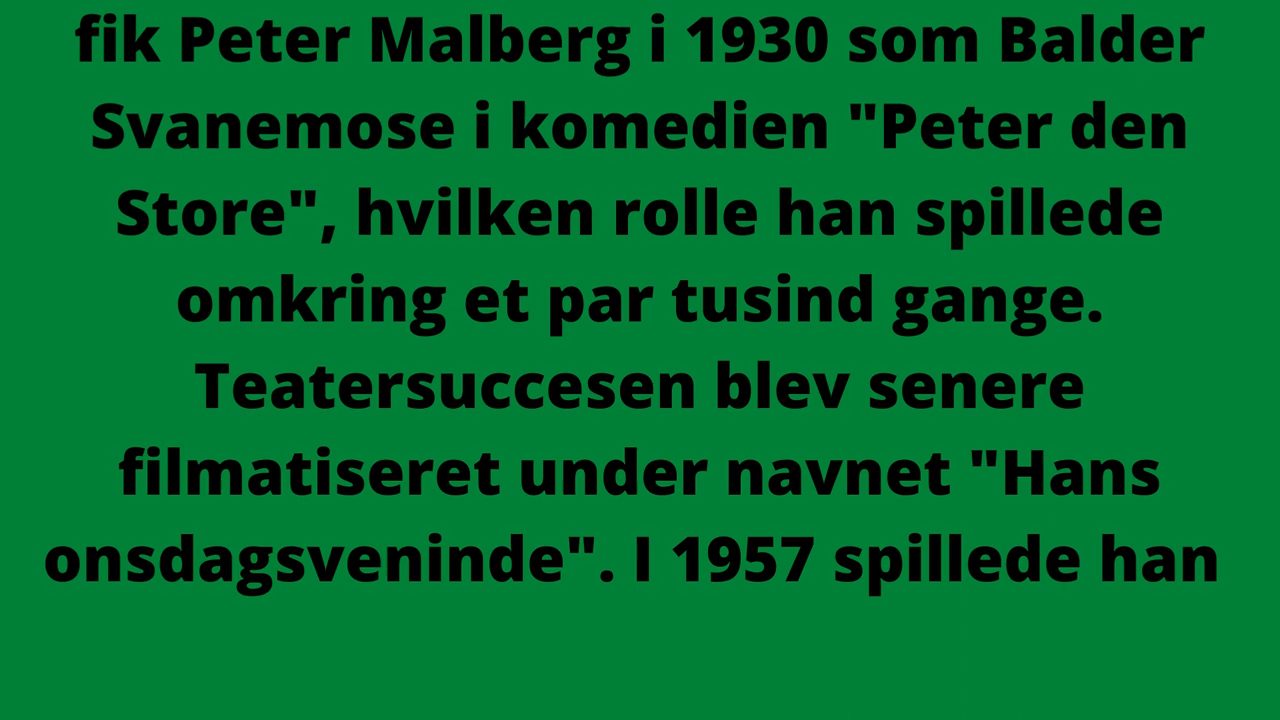 fik Peter Malberg i 1930 som Balder
Svanemose i komedien "Peter den
Store", hvilken rolle han spillede
omkring et par tusind gange.
Teatersuccesen blev senere
filmatiseret under navnet "Hans
onsdagsveninde". I 1957 spillede han